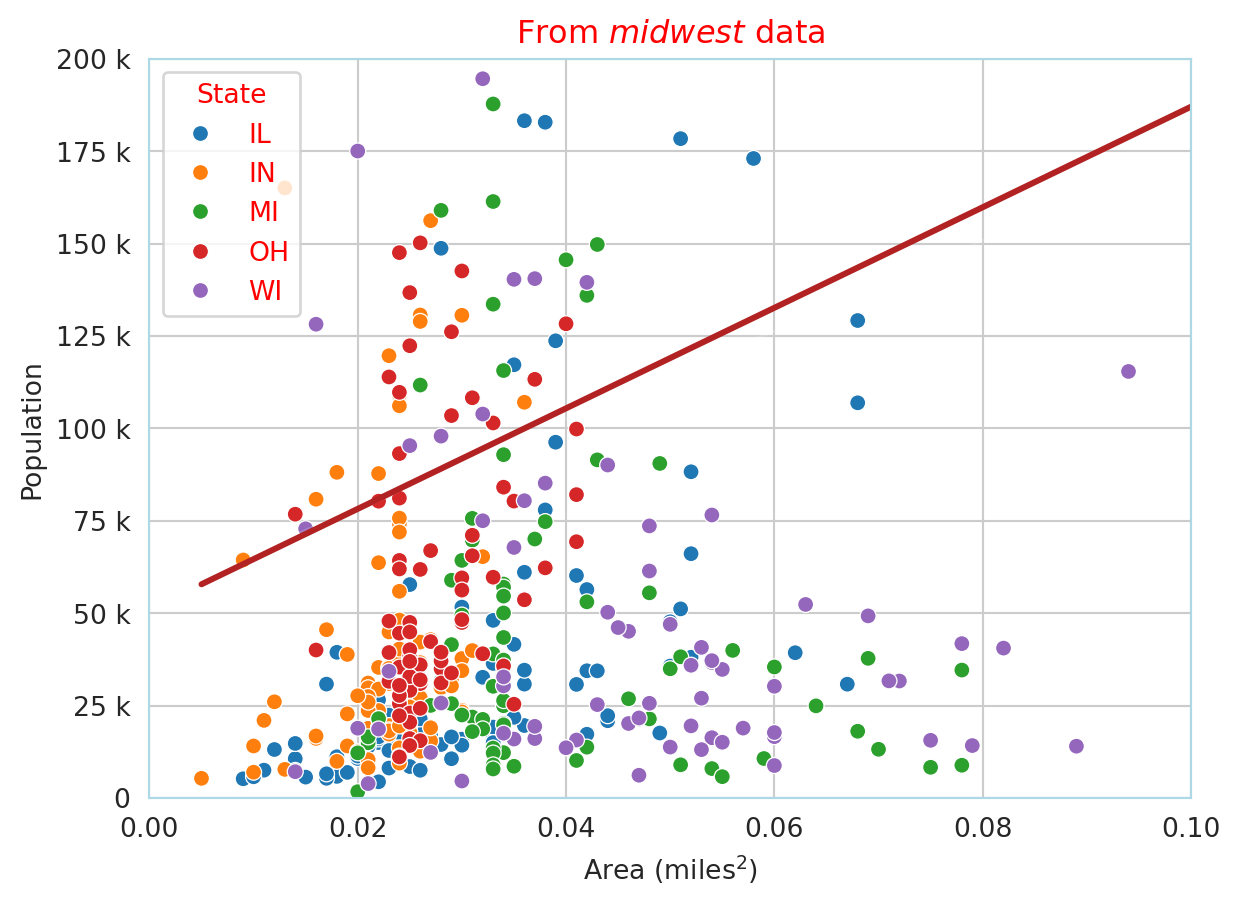 From midwest data
200 k
175 k
150 k
125 k
100 k
75 k
50 k
25 k
0
Population
State
IL
IN
MI
OH
WI
0.00 0.02 0.04 0.06 0.08 0.10
Area (miles²)